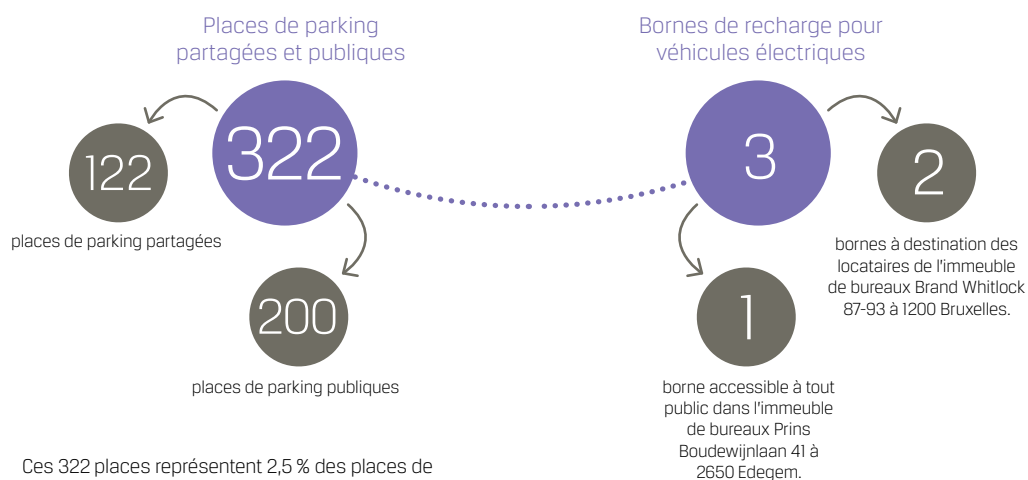 Places de parking
partagées et publiques
322
122
places de parking partagées
200
places de parking publiques
Ces 322 places représentent 2,5 % des places de
Bornes de recharge pour
véhicules électriques
3
2
bornes à destination des
locataires de l'immeuble
de bureaux Brand Whitlock
87-93 à 1200 Bruxelles.
1
borne accessible à tout
public dans l'immeuble
de bureaux Prins
Boudewijnlaan 41 à
2650 Edegem.